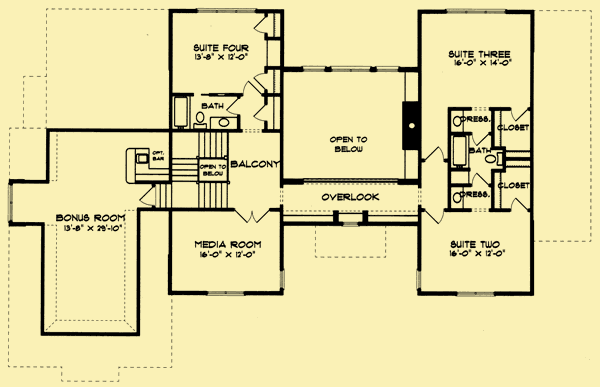 SUITE FOUR
13'-8" X 12'-0"
SUITE THREE
16'-0" X 14'-0"
BATH
DRESS.
CLOSET
OPEN TO
BELOW
BATH
OPT.
BAR
OPEN TO
BELOW
BALCONY
CLOSET
DRESS.
OVERLOOK
BONUS ROOM
13'-8" X 29'-10"
MEDIA ROOM
16'-0" X 12'-0"
SUITE TWO
16'-0" X 12'-0"